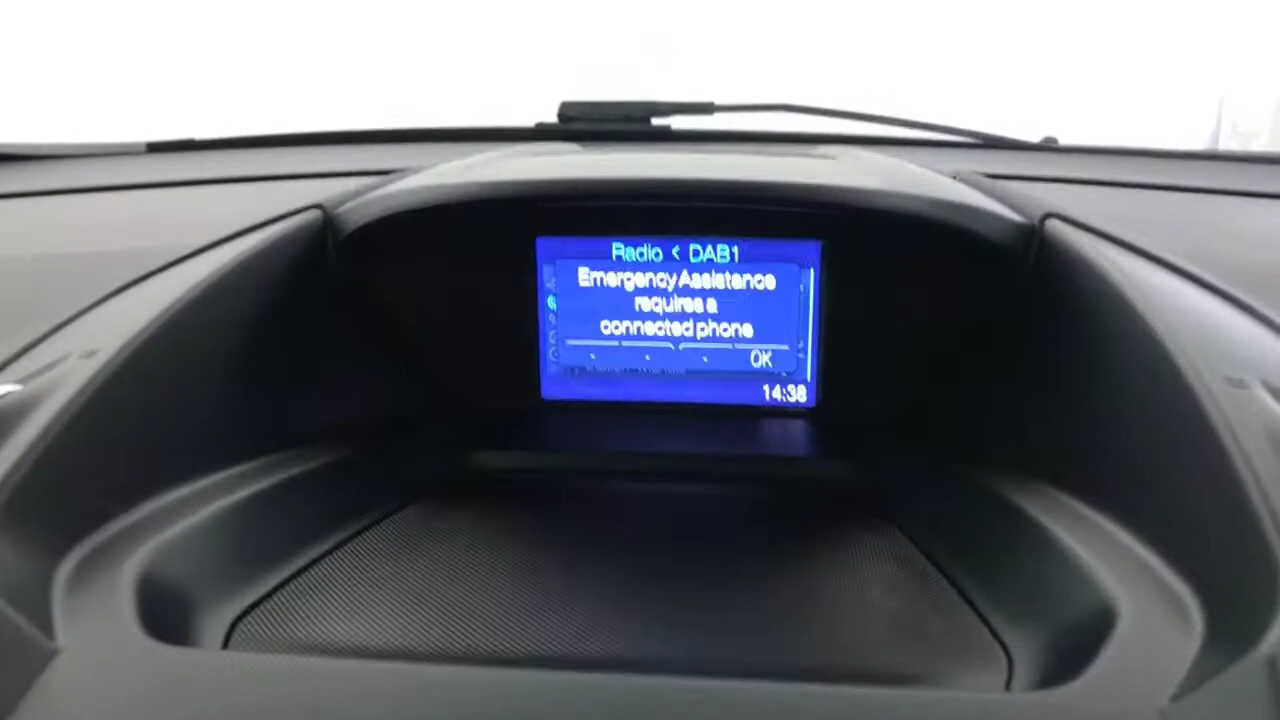 Radio < DAB1
Emergency Assistance
requires a
connected phone
OK
14:38